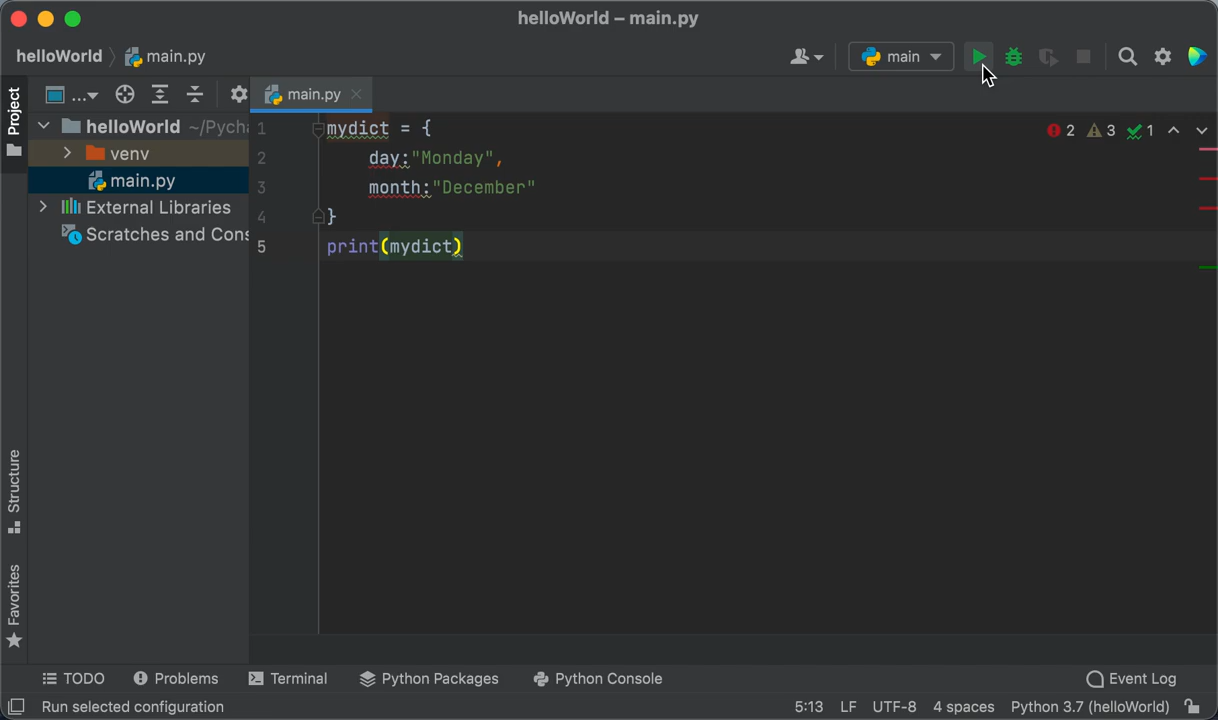 helloWorld – main.py
helloWorld main.py
main
Project
... main.py
helloWorld ~/Pych
venv
main.py
External Libraries
Scratches and Cons
2 3 1
1 mydict = {
2 day:"Monday",
3 month:"December"
4 }
5 print(mydict)
Structure
Favorites
TODO Problems Terminal Python Packages Python Console Event Log
Run selected configuration 5:13 LF UTF-8 4 spaces Python 3.7 (helloWorld)